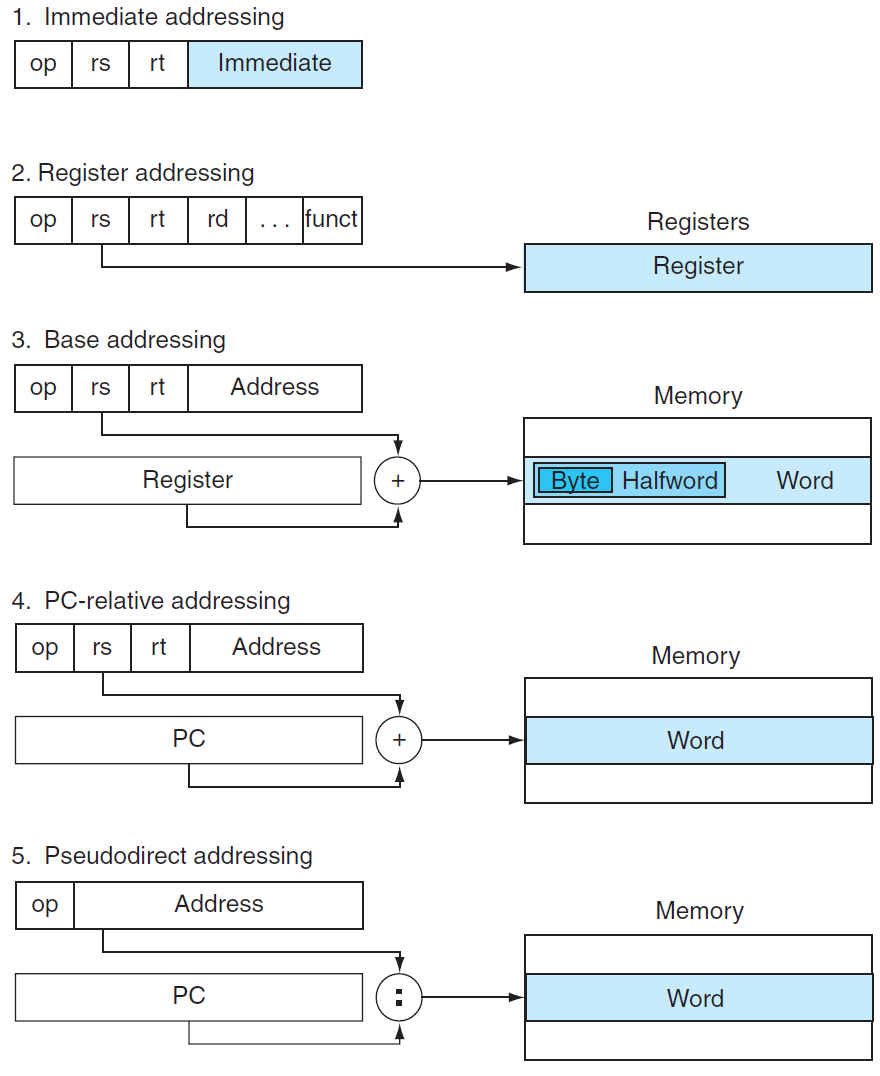 1. Immediate addressing
op rs rt Immediate
2. Register addressing
op rs rt rd ... funct
Registers
Register
3. Base addressing
op rs rt Address
Memory
Register + Byte Halfword Word
4. PC-relative addressing
op rs rt Address
Memory
PC + Word
5. Pseudodirect addressing
op Address
Memory
PC : Word